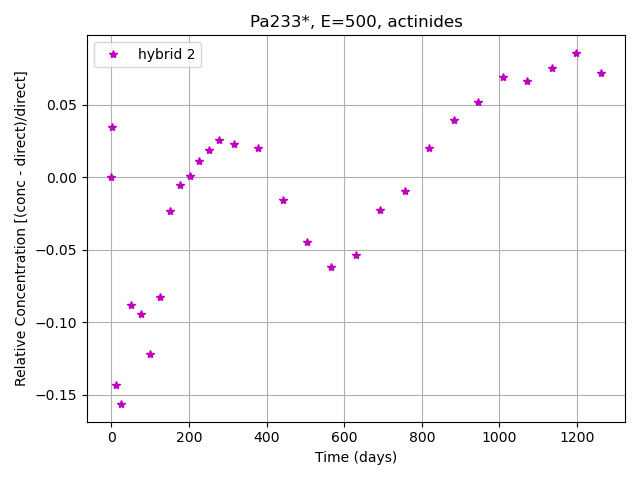 Pa233*, E=500, actinides
hybrid 2
Relative Concentration [(conc - direct)/direct]
0.05
0.00
−0.05
−0.10
−0.15
0 200 400 600 800 1000 1200
Time (days)